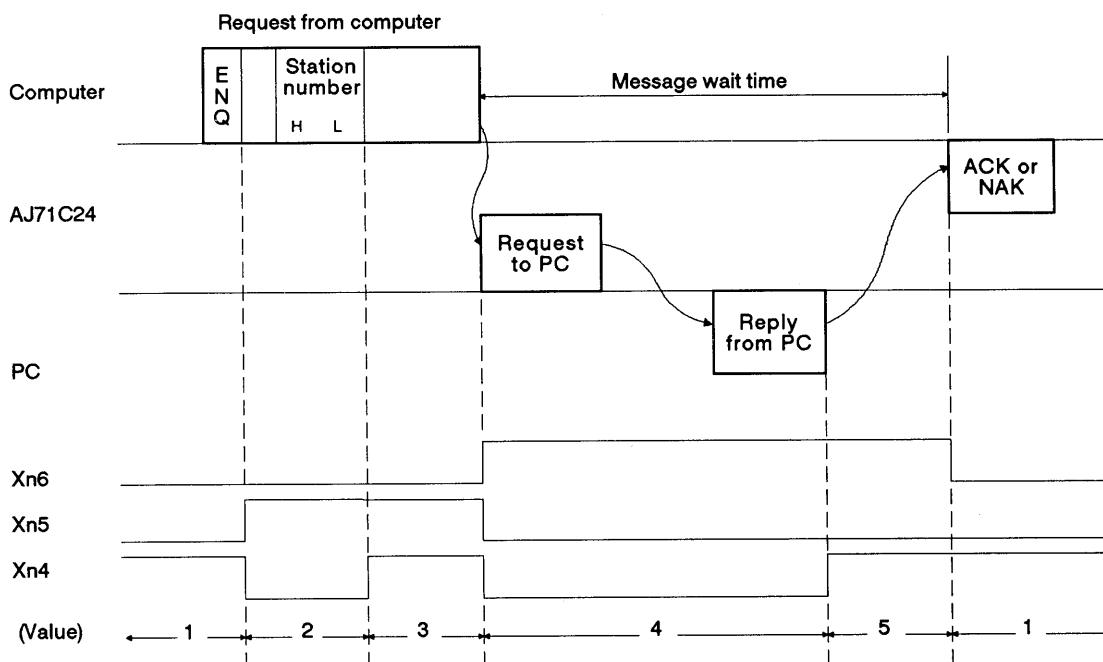 Request from computer
Computer
E
N
Q
Station
number
H L
Message wait time
ACK or
NAK
AJ71C24
Request
to PC
Reply
from PC
PC
Xn6
Xn5
Xn4
(Value) 1 2 3 4 5 1